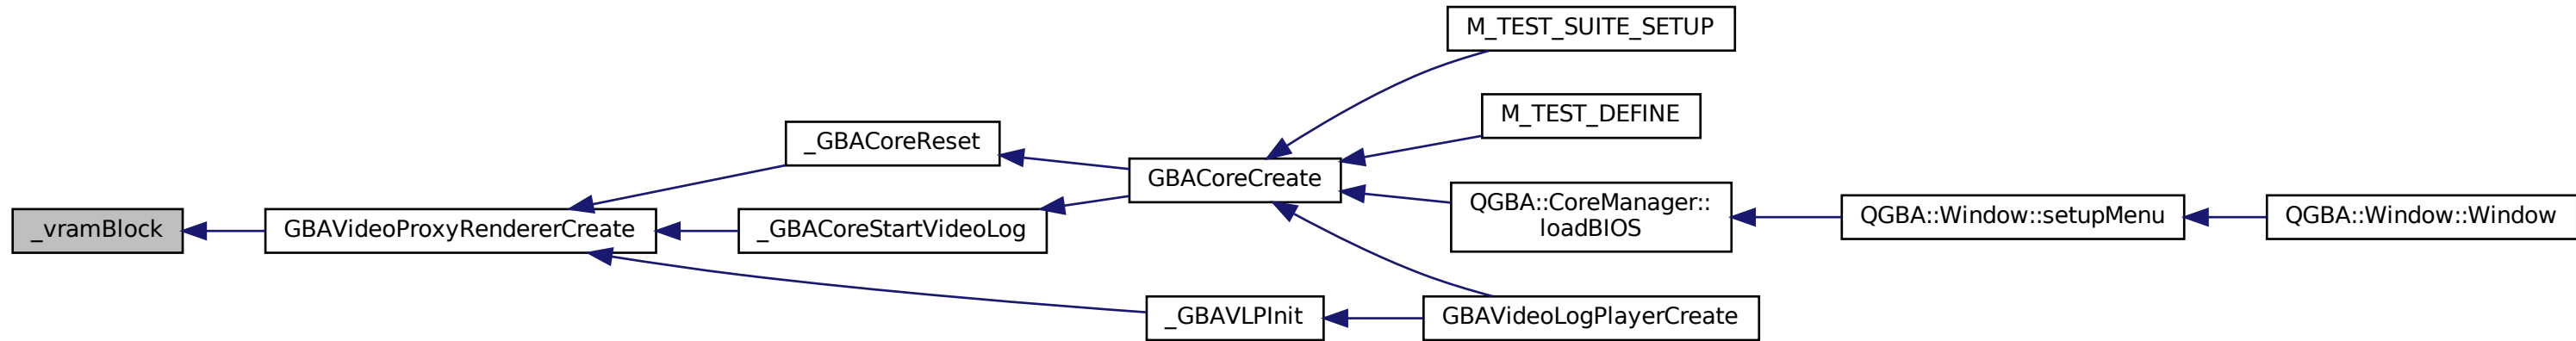 _vramBlock
GBAVideoProxyRendererCreate
_GBACoreReset
_GBACoreStartVideoLog
_GBAVLPInit
GBACoreCreate
M_TEST_SUITE_SETUP
M_TEST_DEFINE
QGBA::CoreManager::
loadBIOS
GBAVideoLogPlayerCreate
QGBA::Window::setupMenu
QGBA::Window::Window